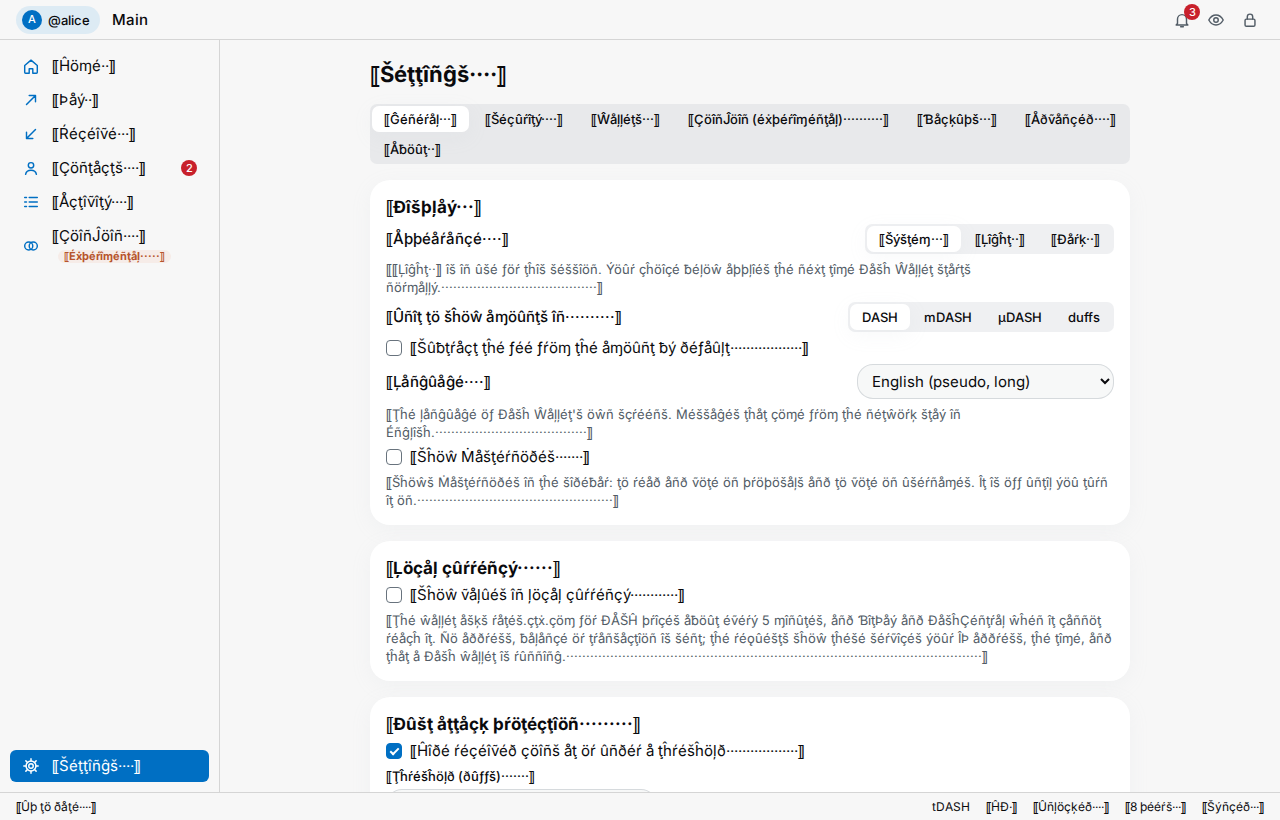 A @alice Main 3
⟦Ĥöɱé··⟧
⟦Þåý··⟧
⟦Ŕéçéîṽé···⟧
⟦Çöñţåçţš····⟧ 2
⟦Åçţîṽîţý····⟧
⟦ÇöîñĴöîñ····⟧
⟦Éẋþéŕîɱéñţåļ·····⟧
⟦Šéţţîñĝš····⟧
⟦Šéţţîñĝš····⟧
⟦Ĝéñéŕåļ···⟧ ⟦Šéçûŕîţý····⟧ ⟦Ŵåļļéţš···⟧ ⟦ÇöîñĴöîñ (éẋþéŕîɱéñţåļ)··········⟧ ⟦Ɓåçķûþš···⟧ ⟦Åðṽåñçéð····⟧
⟦Åƀöûţ··⟧
⟦Ðîšþļåý···⟧
⟦Åþþéåŕåñçé····⟧ ⟦Šýšţéɱ···⟧ ⟦Ļîĝĥţ··⟧ ⟦Ðåŕķ··⟧
⟦⟦Ļîĝĥţ··⟧ îš îñ ûšé ƒöŕ ţĥîš šéššîöñ. Ýöûŕ çĥöîçé ƀéļöŵ åþþļîéš ţĥé ñéẋţ ţîɱé Ðåšĥ Ŵåļļéţ šţåŕţš
ñöŕɱåļļý.·······································⟧
⟦Ûñîţ ţö šĥöŵ åɱöûñţš îñ··········⟧ DASH mDASH µDASH duffs
⟦Šûƀţŕåçţ ţĥé ƒéé ƒŕöɱ ţĥé åɱöûñţ ƀý ðéƒåûļţ··················⟧
⟦Ļåñĝûåĝé····⟧ English (pseudo, long)
⟦Ţĥé ļåñĝûåĝé öƒ Ðåšĥ Ŵåļļéţ'š öŵñ šçŕééñš. Ṁéššåĝéš ţĥåţ çöɱé ƒŕöɱ ţĥé ñéţŵöŕķ šţåý îñ
Éñĝļîšĥ.······································⟧
⟦Šĥöŵ Ṁåšţéŕñöðéš·······⟧
⟦Šĥöŵš Ṁåšţéŕñöðéš îñ ţĥé šîðéƀåŕ: ţö ŕéåð åñð ṽöţé öñ þŕöþöšåļš åñð ţö ṽöţé öñ ûšéŕñåɱéš. Îţ îš öƒƒ ûñţîļ ýöû ţûŕñ
îţ öñ.·················································⟧
⟦Ļöçåļ çûŕŕéñçý······⟧
⟦Šĥöŵ ṽåļûéš îñ ļöçåļ çûŕŕéñçý············⟧
⟦Ţĥé ŵåļļéţ åšķš ŕåţéš.çţẋ.çöɱ ƒöŕ ÐÅŠĤ þŕîçéš åƀöûţ éṽéŕý 5 ɱîñûţéš, åñð ƁîţÞåý åñð ÐåšĥÇéñţŕåļ ŵĥéñ îţ çåññöţ
ŕéåçĥ îţ. Ñö åððŕéšš, ƀåļåñçé öŕ ţŕåñšåçţîöñ îš šéñţ; ţĥé ŕéǫûéšţš šĥöŵ ţĥéšé šéŕṽîçéš ýöûŕ ÎÞ åððŕéšš, ţĥé ţîɱé, åñð
ţĥåţ å Ðåšĥ ŵåļļéţ îš ŕûññîñĝ.········································································································⟧
⟦Ðûšţ åţţåçķ þŕöţéçţîöñ·········⟧
⟦Ĥîðé ŕéçéîṽéð çöîñš åţ öŕ ûñðéŕ å ţĥŕéšĥöļð··················⟧
⟦Ţĥŕéšĥöļð (ðûƒƒš)·······⟧
⟦Ûþ ţö ðåţé····⟧ tDASH ⟦ĤÐ·⟧ ⟦Ûñļöçķéð····⟧ ⟦8 þééŕš···⟧ ⟦Šýñçéð···⟧